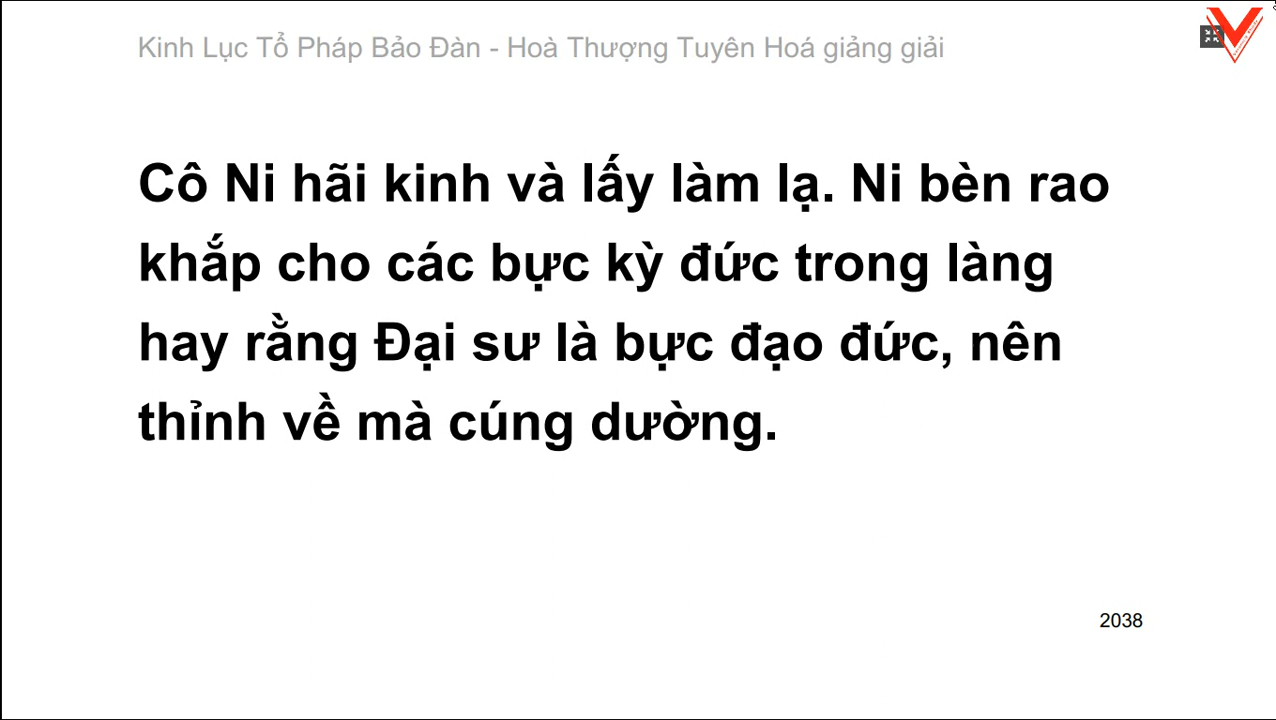 Kinh Lục Tổ Pháp Bảo Đàn - Hoà Thượng Tuyên Hoá giảng giải
Cô Ni hãi kinh và lấy làm lạ. Ni bèn rao
khắp cho các bực kỳ đức trong làng
hay rằng Đại sư là bực đạo đức, nên
thỉnh về mà cúng dường.
2038